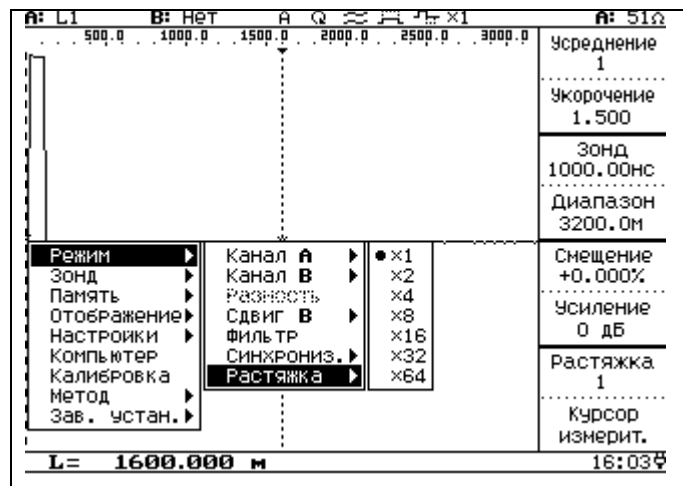 A: L1 B: Нет A Q ×1 A: 51Ω
500.0 1000.0 1500.0 2000.0 2500.0 3000.0
Усреднение
1
Укорочение
1.500
Зонд
1000.00нс
Диапазон
3200.0м
Смещение
+0.000%
Усиление
0 дБ
Растяжка
1
Курсор
измерит.
Режим
Зонд
Память
Отображение
Настройки
Компьютер
Калибровка
Метод
Зав. устан.
Канал A
Канал B
Разность
Сдвиг B
Фильтр
Синхрониз.
Растяжка
×1
×2
×4
×8
×16
×32
×64
L= 1600.000 м
16:03